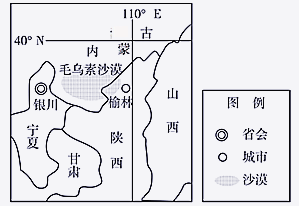 110° E
40° N
内 蒙 古
毛乌素沙漠
银川
榆林
宁夏
甘肃
陕西
山西
图 例
省会
城市
沙漠